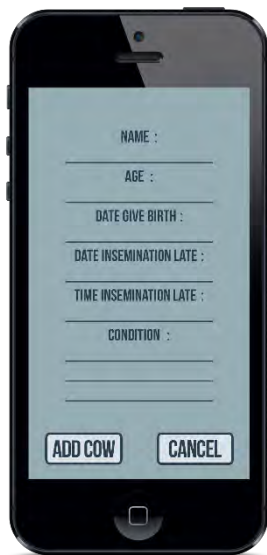 NAME :
AGE :
DATE GIVE BIRTH :
DATE INSEMINATION LATE :
TIME INSEMINATION LATE :
CONDITION :
ADD COW CANCEL